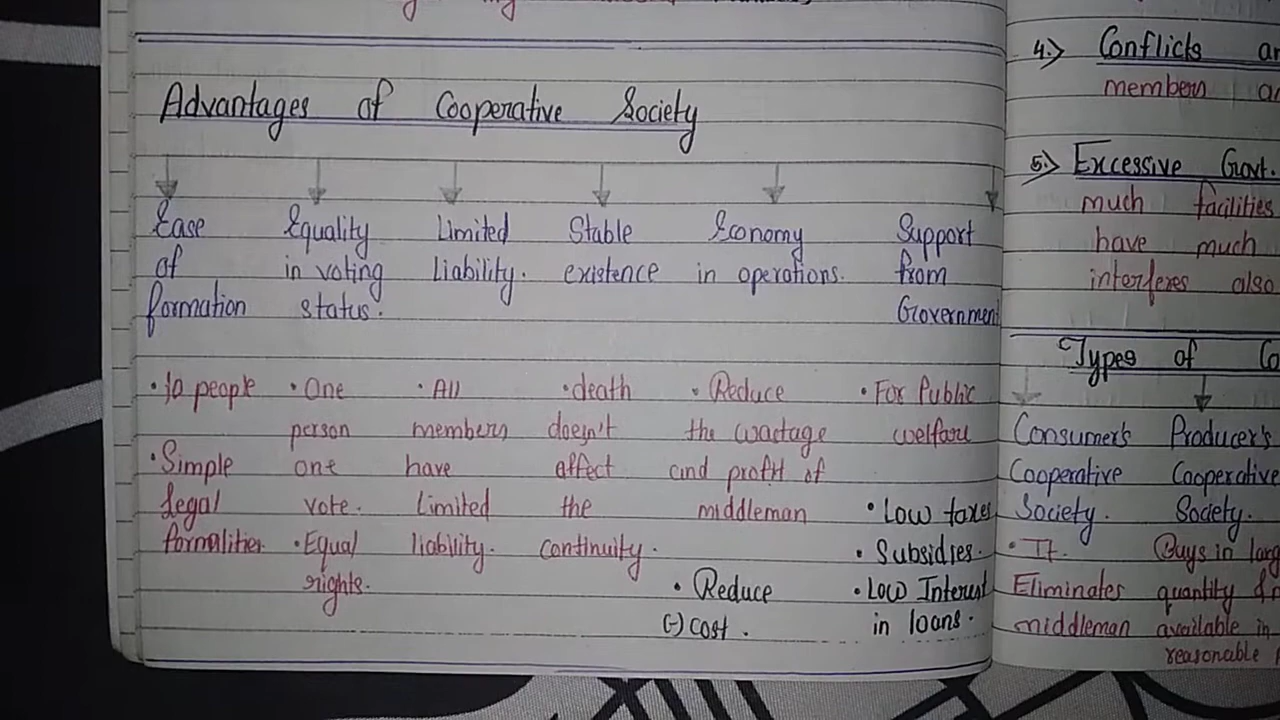 Advantages of Cooperative Society
Ease
of
formation
Equality
in voting
status.
Limited
liability.
Stable
existence
Economy
in operations.
Support
from
Government
• 10 people
• Simple
legal
formalities.
• One
person
one
vote.
• Equal
rights.
• All
members
have
limited
liability.
• death
doesn't
affect
the
continuity.
• Reduce
the wactage
and profit of
middleman
• Reduce
(-) cost.
• For Public
welfare
• Low taxes
• Subsidies.
• Low Interest
in loans.
4.) Conflicts
members
5.) Excessive Govt.
much facilities
have much
interferes also
Types of Co
Consumer's
Cooperative
Society.
• It
Eliminates
middleman
Producer's
Cooperative
Society.
Buys in larg
quantity &
available in
reasonable